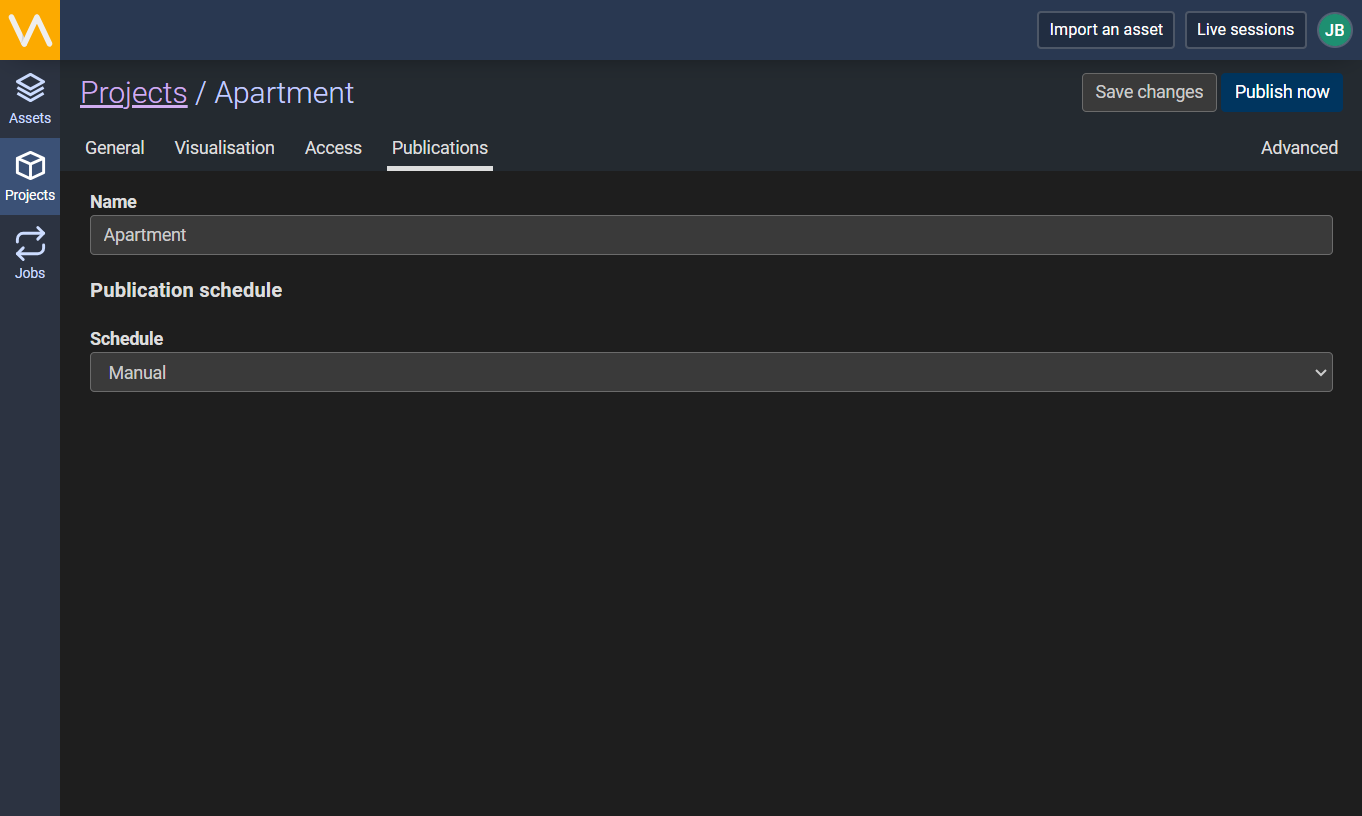 Import an asset Live sessions JB
Projects / Apartment Save changes Publish now
Assets
General Visualisation Access Publications Advanced
Projects
Name
Apartment
Jobs
Publication schedule
Schedule
Manual